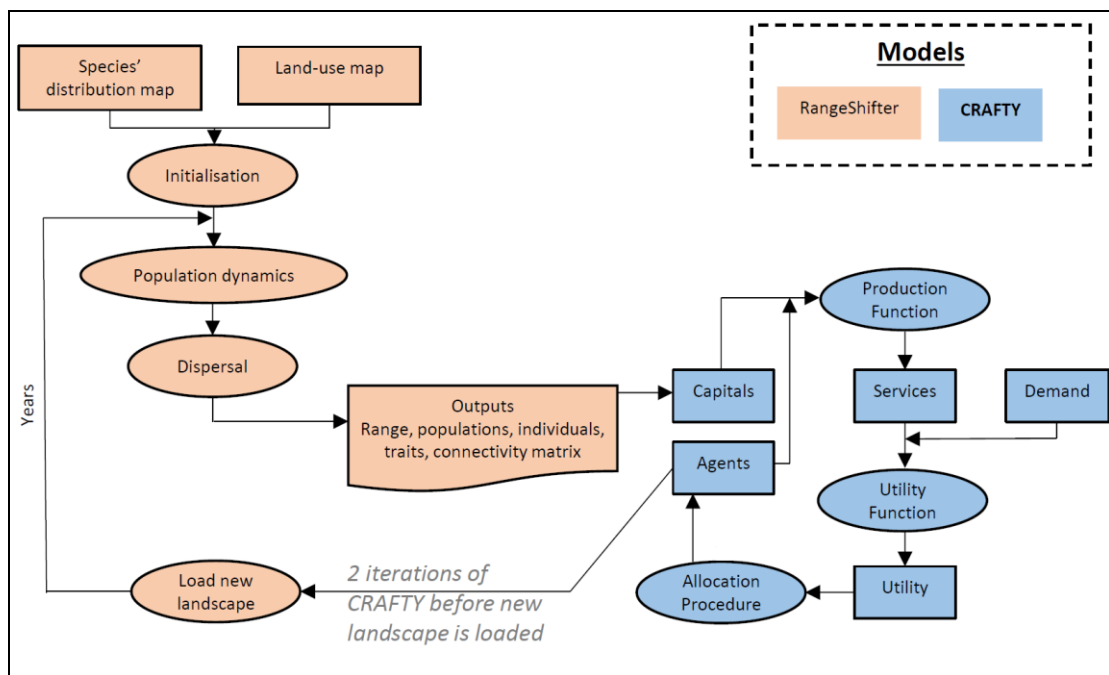 Species'
distribution map
Land-use map
Models
RangeShifter
CRAFTY
Initialisation
Population dynamics
Dispersal
Years
Outputs
Range, populations, individuals,
traits, connectivity matrix
Capitals
Agents
Production
Function
Services
Demand
Utility
Function
Utility
Allocation
Procedure
2 iterations of
CRAFTY before new
landscape is loaded
Load new
landscape